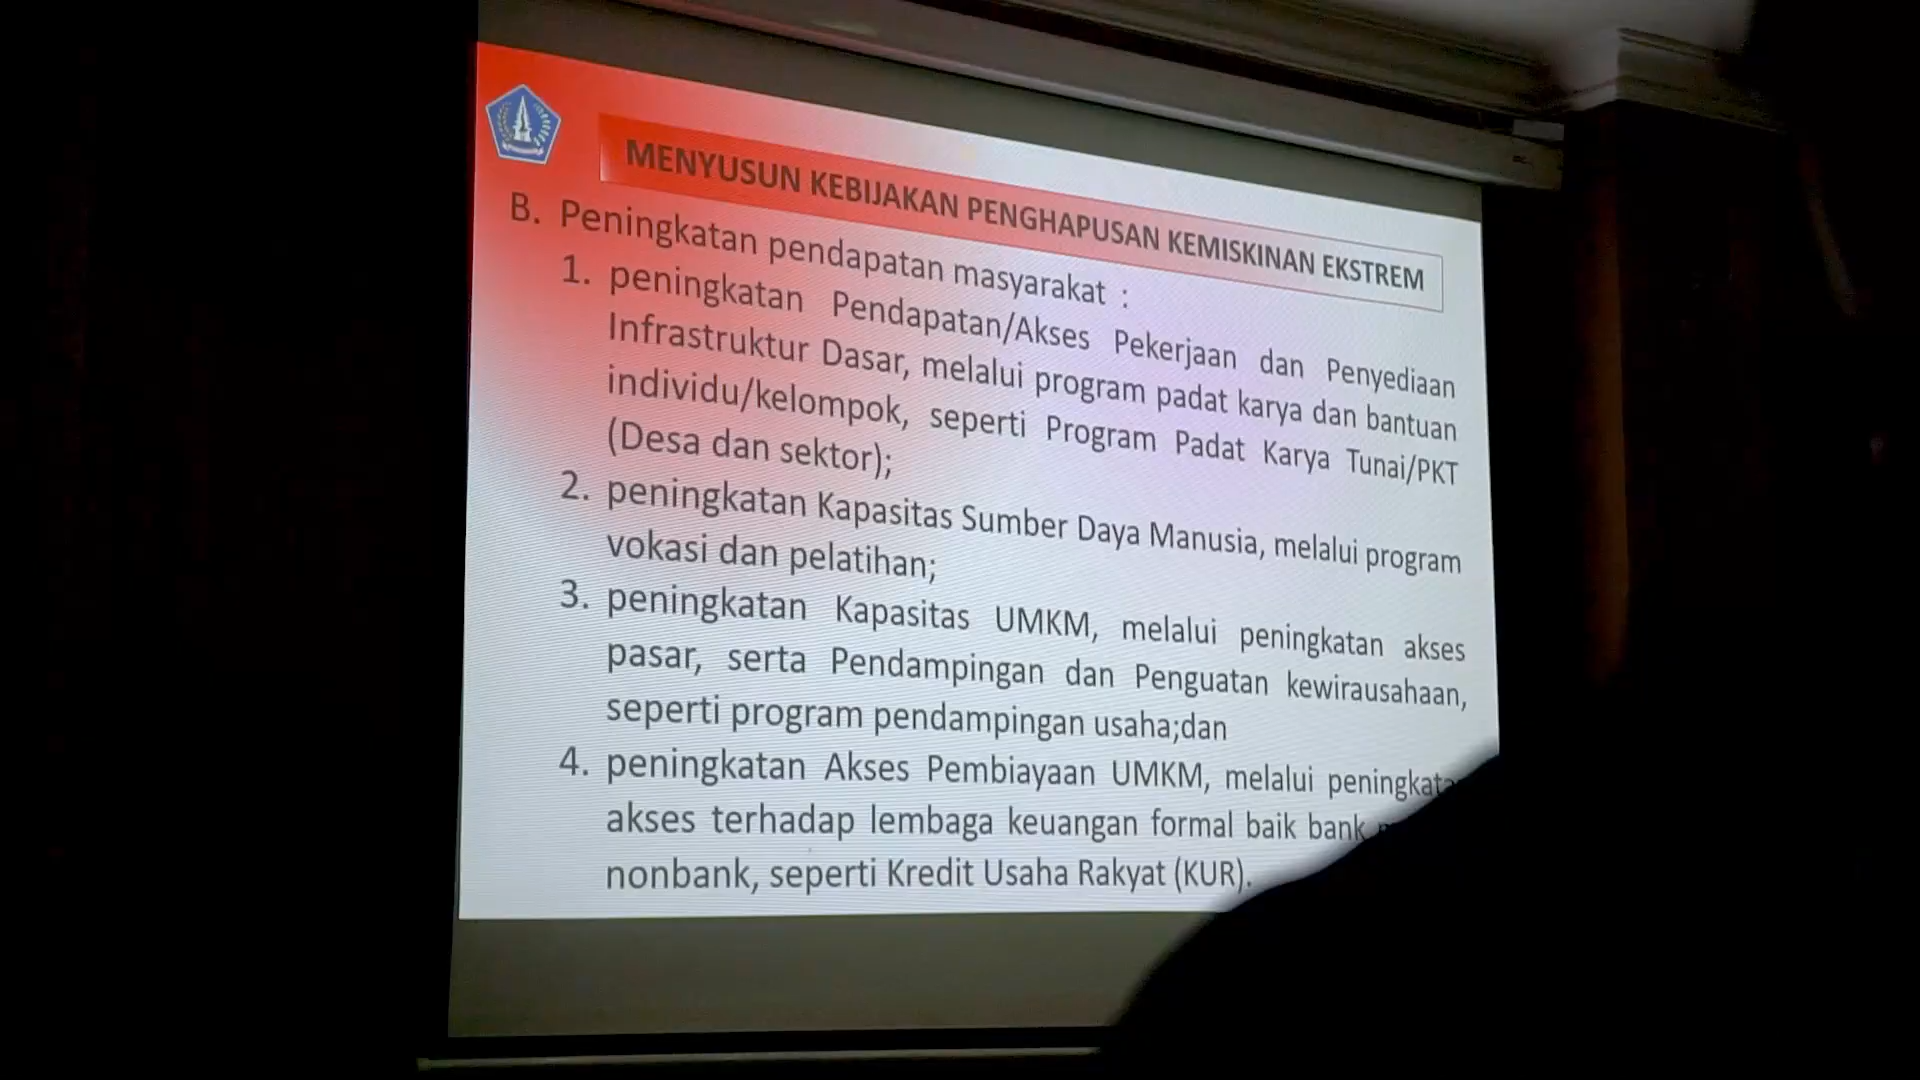 MENYUSUN KEBIJAKAN PENGHAPUSAN KEMISKINAN EKSTREM
B. Peningkatan pendapatan masyarakat :
1. peningkatan Pendapatan/Akses Pekerjaan dan Penyediaan
Infrastruktur Dasar, melalui program padat karya dan bantuan
individu/kelompok, seperti Program Padat Karya Tunai/PKT
(Desa dan sektor);
2. peningkatan Kapasitas Sumber Daya Manusia, melalui program
vokasi dan pelatihan;
3. peningkatan Kapasitas UMKM, melalui peningkatan akses
pasar, serta Pendampingan dan Penguatan kewirausahaan,
seperti program pendampingan usaha;dan
4. peningkatan Akses Pembiayaan UMKM, melalui
akses terhadap lembaga keuangan formal baik bank
nonbank, seperti Kredit Usaha Rakyat (KUR).